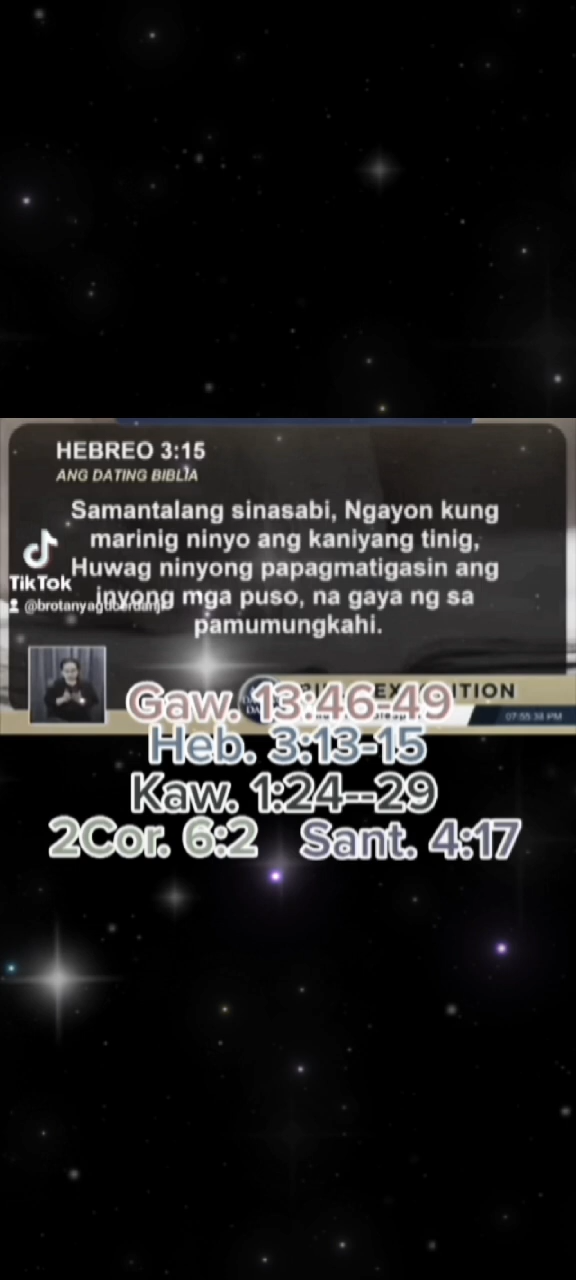 HEBREO 3:15
ANG DATING BIBLIA
Samantalang sinasabi, Ngayon kung
marinig ninyo ang kaniyang tinig,
Huwag ninyong papagmatigasin ang
inyong mga puso, na gaya ng sa
pamumungkahi.
TikTok
Gaw. 13:46-49
Heb. 3:13-15
Kaw. 1:24--29
2Cor. 6:2 Sant. 4:17
07:55:38 PM